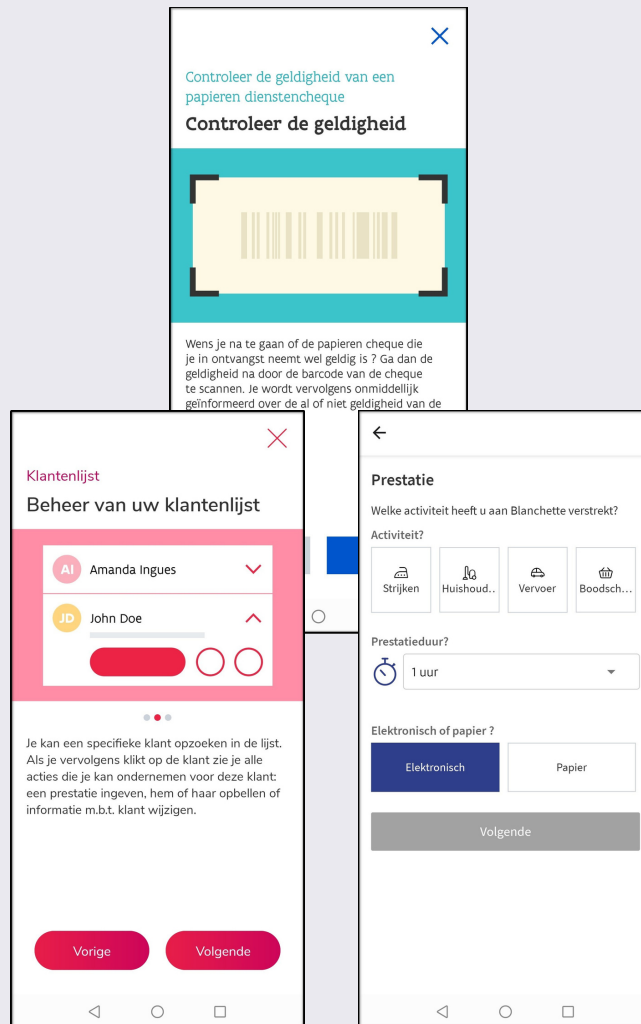 Controleer de geldigheid van een
papieren dienstencheque
Controleer de geldigheid
Wens je na te gaan of de papieren cheque die
je in ontvangst neemt wel geldig is ? Ga dan de
geldigheid na door de barcode van de cheque
te scannen. Je wordt vervolgens onmiddellijk
geïnformeerd over de al of niet geldigheid van de
Klantenlijst
Beheer van uw klantenlijst
AI
Amanda Ingues
JD
John Doe
Je kan een specifieke klant opzoeken in de lijst.
Als je vervolgens klikt op de klant zie je alle
acties die je kan ondernemen voor deze klant:
een prestatie ingeven, hem of haar opbellen of
informatie m.b.t. klant wijzigen.
Vorige
Volgende
Prestatie
Welke activiteit heeft u aan Blanchette verstrekt?
Activiteit?
Strijken
Huishoud..
Vervoer
Boodsch...
Prestatieduur?
1 uur
Elektronisch of papier ?
Elektronisch
Papier
Volgende